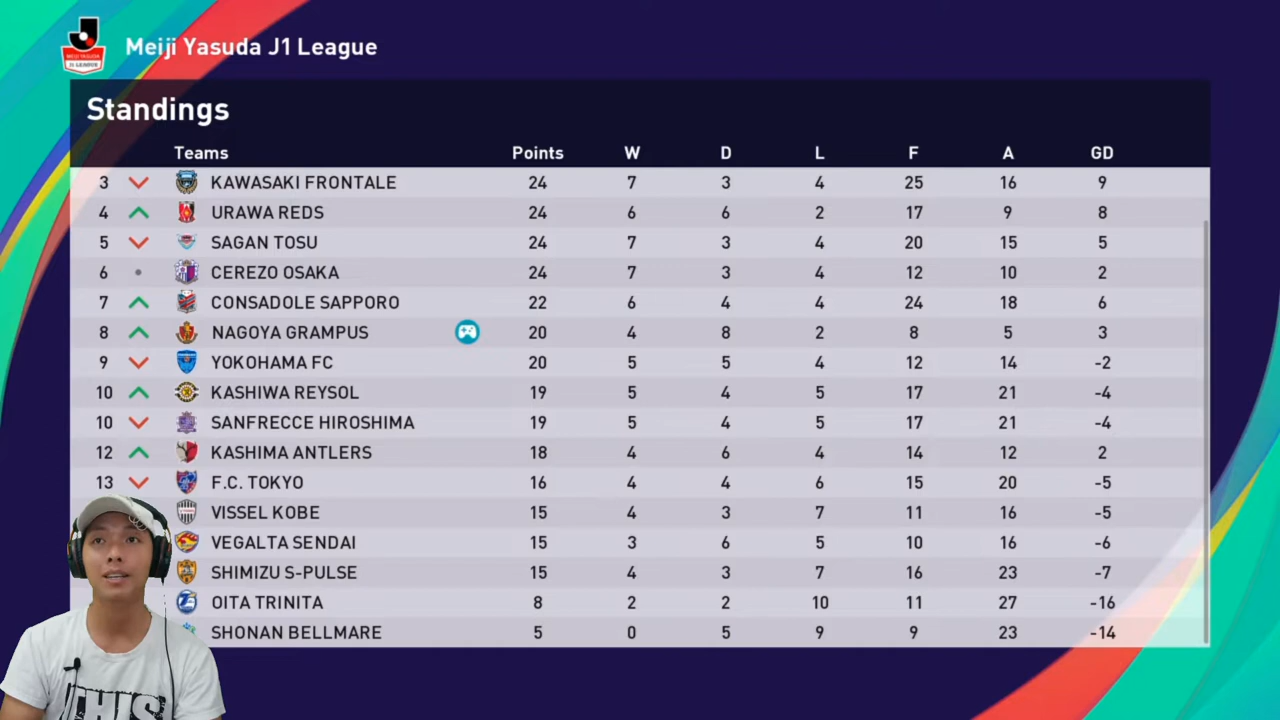 Meiji Yasuda J1 League
Standings
Teams Points W D L F A GD
3 KAWASAKI FRONTALE 24 7 3 4 25 16 9
4 URAWA REDS 24 6 6 2 17 9 8
5 SAGAN TOSU 24 7 3 4 20 15 5
6 CEREZO OSAKA 24 7 3 4 12 10 2
7 CONSADOLE SAPPORO 22 6 4 4 24 18 6
8 NAGOYA GRAMPUS 20 4 8 2 8 5 3
9 YOKOHAMA FC 20 5 5 4 12 14 -2
10 KASHIWA REYSOL 19 5 4 5 17 21 -4
10 SANFRECCE HIROSHIMA 19 5 4 5 17 21 -4
12 KASHIMA ANTLERS 18 4 6 4 14 12 2
13 F.C. TOKYO 16 4 4 6 15 20 -5
VISSEL KOBE 15 4 3 7 11 16 -5
VEGALTA SENDAI 15 3 6 5 10 16 -6
SHIMIZU S-PULSE 15 4 3 7 16 23 -7
OITA TRINITA 8 2 2 10 11 27 -16
SHONAN BELLMARE 5 0 5 9 9 23 -14
MEIJI YASUDA
J1 LEAGUE
THIS